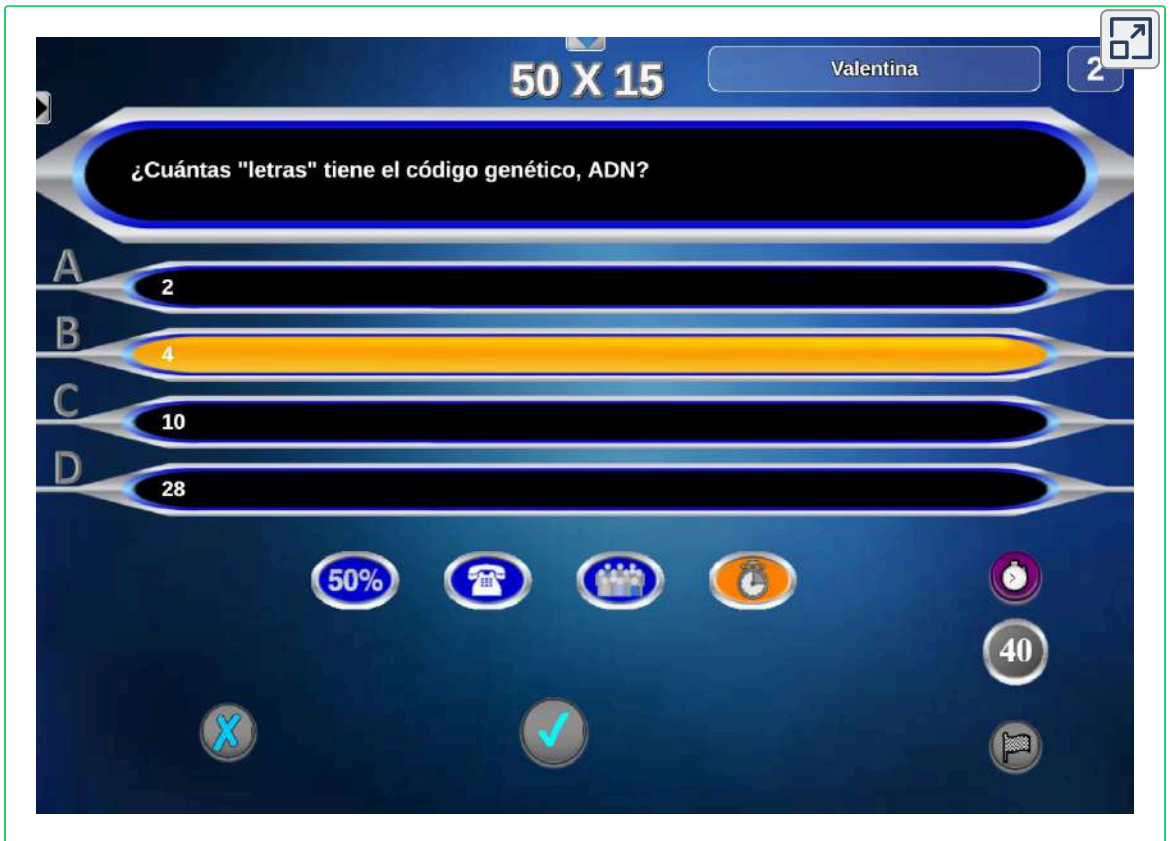 50 X 15
Valentina
2
¿Cuántas "letras" tiene el código genético, ADN?
A
2
B
4
C
10
D
28
50%
40